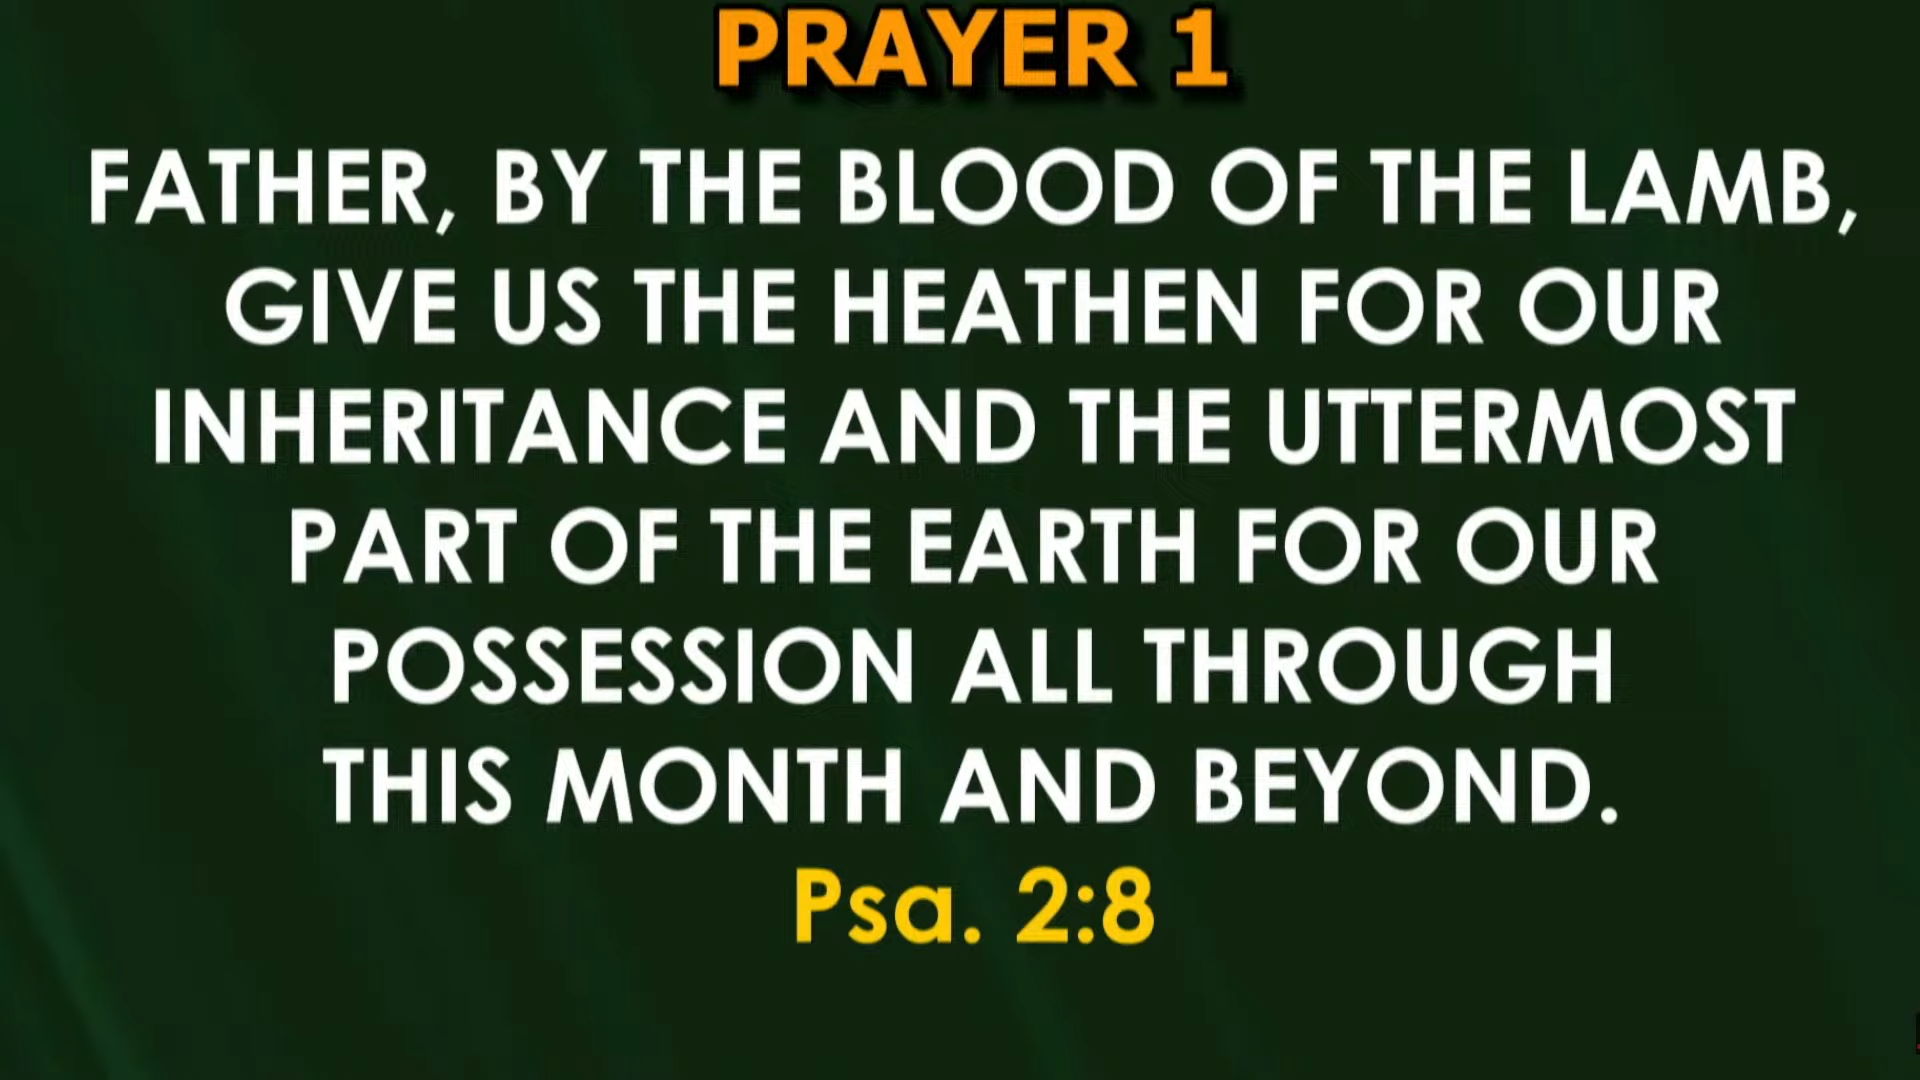 PRAYER 1
FATHER, BY THE BLOOD OF THE LAMB,
GIVE US THE HEATHEN FOR OUR
INHERITANCE AND THE UTTERMOST
PART OF THE EARTH FOR OUR
POSSESSION ALL THROUGH
THIS MONTH AND BEYOND.
Psa. 2:8